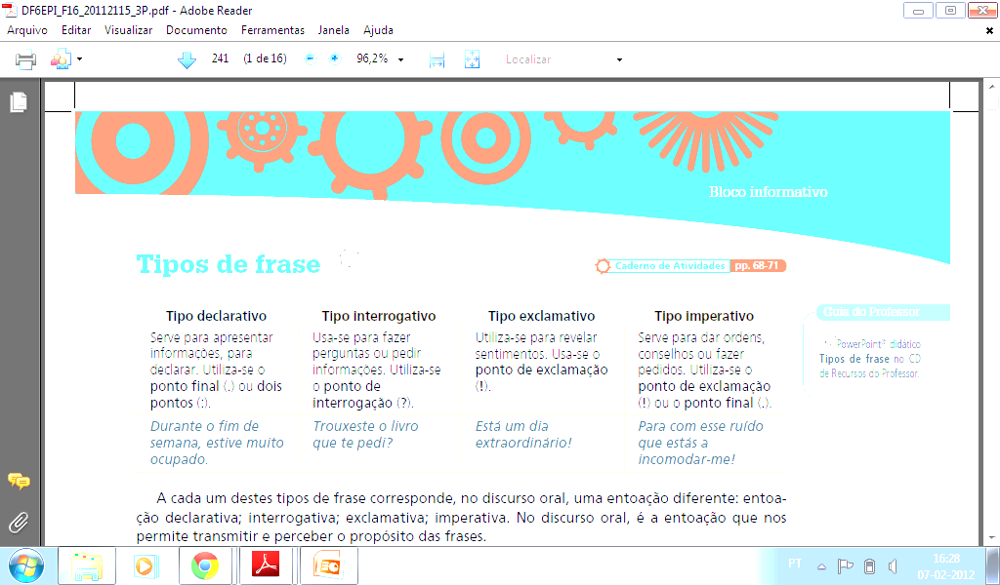 DF6EPI_F16_20112115_3P.pdf - Adobe Reader
Arquivo Editar Visualizar Documento Ferramentas Janela Ajuda
241 (1 de 16) 96,2% Localizar
Bloco informativo
Tipos de frase
Caderno de Atividades pp. 68-71
Tipo declarativo
Serve para apresentar
informações, para
declarar. Utiliza-se o
ponto final (.) ou dois
pontos (:).
Durante o fim de
semana, estive muito
ocupado.
Tipo interrogativo
Usa-se para fazer
perguntas ou pedir
informações. Utiliza-se
o ponto de
interrogação (?).
Trouxeste o livro
que te pedi?
Tipo exclamativo
Utiliza-se para revelar
sentimentos. Usa-se o
ponto de exclamação
(!).
Está um dia
extraordinário!
Tipo imperativo
Serve para dar ordens,
conselhos ou fazer
pedidos. Utiliza-se o
ponto de exclamação
(!) ou o ponto final (.).
Para com esse ruído
que estás a
incomodar-me!
Guia do Professor
PowerPoint® didático
Tipos de frase no CD
de Recursos do Professor.
A cada um destes tipos de frase corresponde, no discurso oral, uma entoação diferente: entoa-
ção declarativa; interrogativa; exclamativa; imperativa. No discurso oral, é a entoação que nos
permite transmitir e perceber o propósito das frases.
PT
16:28
07-02-2012